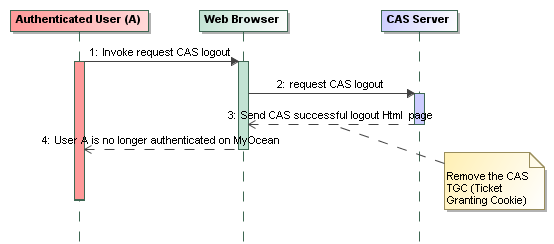 Authenticated User (A)
Web Browser
CAS Server
1: Invoke request CAS logout
2: request CAS logout
3: Send CAS successful logout Html page
4: User A is no longer authenticated on MyOcean
Remove the CAS
TGC (Ticket
Granting Cookie)